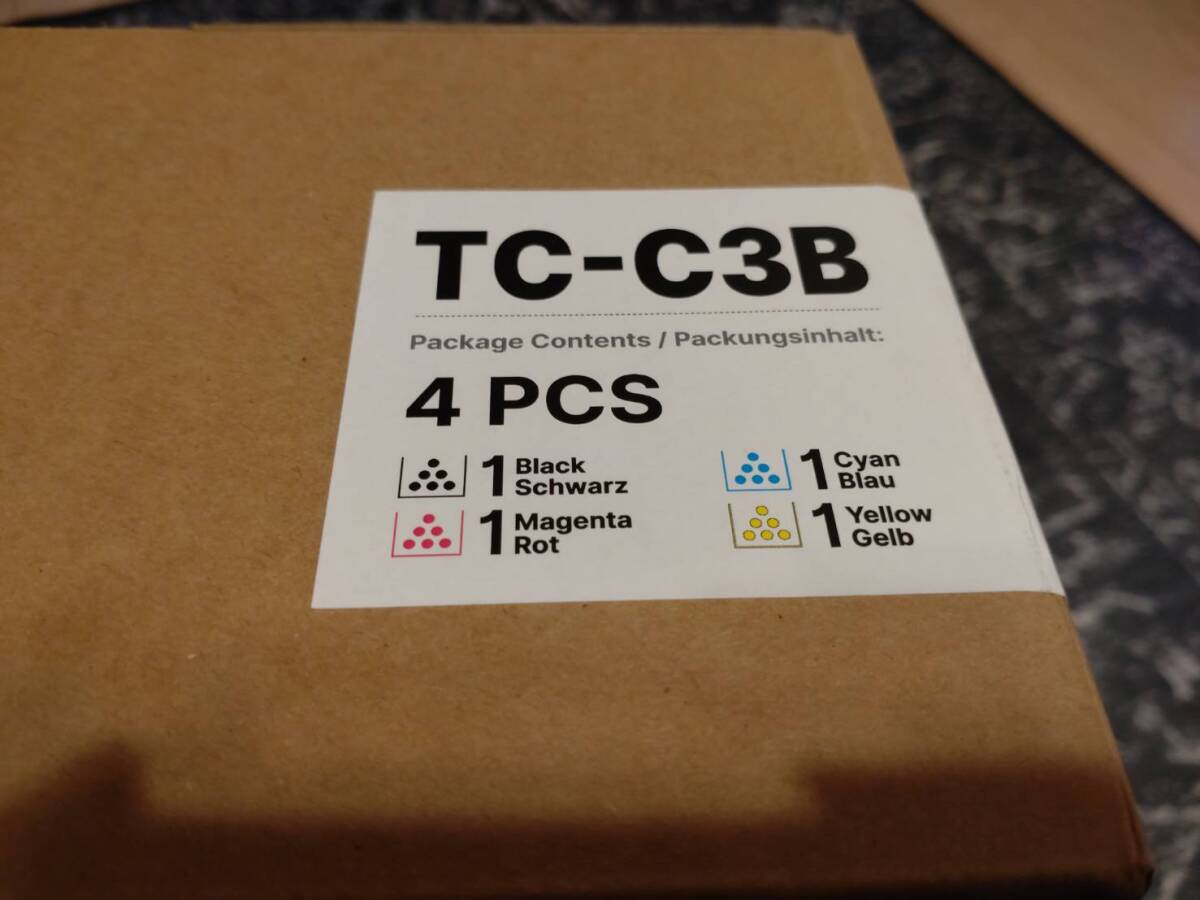 TC-C3B
Package Contents / Packungsinhalt:
4 PCS
1 Black
Schwarz
1 Cyan
Blau
1 Magenta
Rot
1 Yellow
Gelb